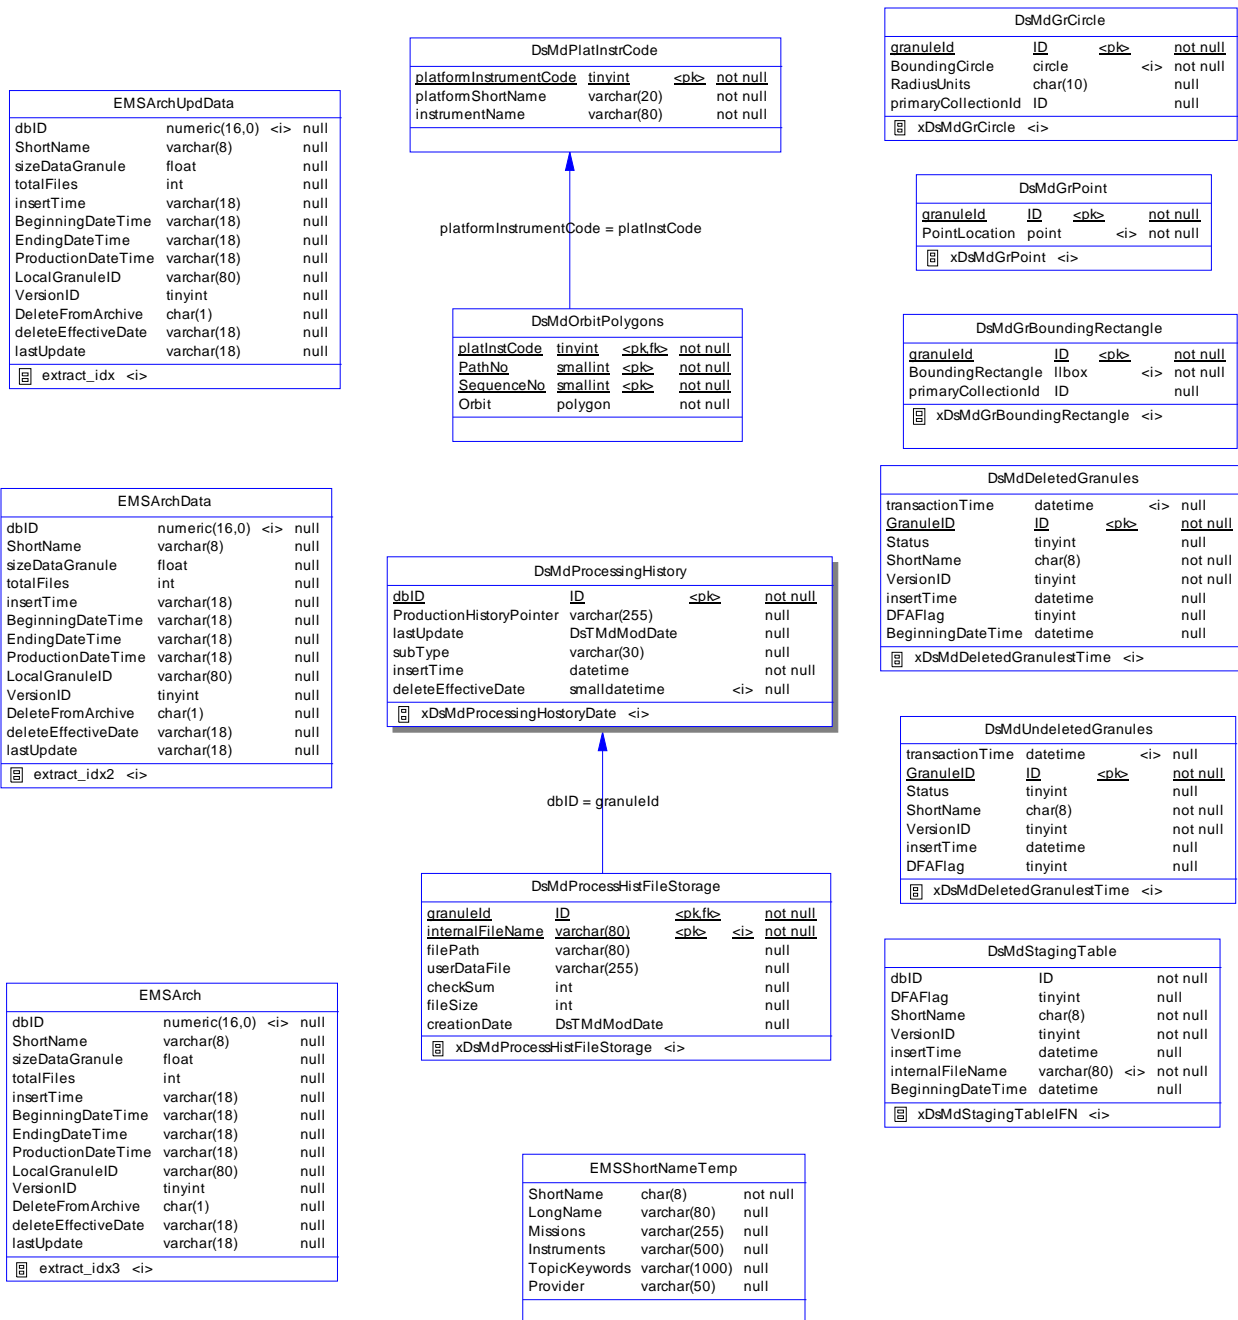 EMSArchUpdData
dbID numeric(16,0) <i> null
ShortName varchar(8) null
sizeDataGranule float null
totalFiles int null
insertTime varchar(18) null
BeginningDateTime varchar(18) null
EndingDateTime varchar(18) null
ProductionDateTime varchar(18) null
LocalGranuleID varchar(80) null
VersionID tinyint null
DeleteFromArchive char(1) null
deleteEffectiveDate varchar(18) null
lastUpdate varchar(18) null
extract_idx <i>
EMSArchData
dbID numeric(16,0) <i> null
ShortName varchar(8) null
sizeDataGranule float null
totalFiles int null
insertTime varchar(18) null
BeginningDateTime varchar(18) null
EndingDateTime varchar(18) null
ProductionDateTime varchar(18) null
LocalGranuleID varchar(80) null
VersionID tinyint null
DeleteFromArchive char(1) null
deleteEffectiveDate varchar(18) null
lastUpdate varchar(18) null
extract_idx2 <i>
EMSArch
dbID numeric(16,0) <i> null
ShortName varchar(8) null
sizeDataGranule float null
totalFiles int null
insertTime varchar(18) null
BeginningDateTime varchar(18) null
EndingDateTime varchar(18) null
ProductionDateTime varchar(18) null
LocalGranuleID varchar(80) null
VersionID tinyint null
DeleteFromArchive char(1) null
deleteEffectiveDate varchar(18) null
lastUpdate varchar(18) null
extract_idx3 <i>
DsMdPlatInstrCode
platformInstrumentCode tinyint <pk> not null
platformShortName varchar(20) not null
instrumentName varchar(80) not null
platformInstrumentCode = platInstCode
DsMdOrbitPolygons
platInstCode tinyint <pk,fk> not null
PathNo smallint <pk> not null
SequenceNo smallint <pk> not null
Orbit polygon not null
DsMdProcessingHistory
dbID ID <pk> not null
ProductionHistoryPointer varchar(255) null
lastUpdate DsTMdModDate null
subType varchar(30) null
insertTime datetime not null
deleteEffectiveDate smalldatetime <i> null
xDsMdProcessingHostoryDate <i>
dbID = granuleId
DsMdProcessHistFileStorage
granuleId ID <pk,fk> not null
internalFileName varchar(80) <pk> <i> not null
filePath varchar(80) null
userDataFile varchar(255) null
checkSum int null
fileSize int null
creationDate DsTMdModDate null
xDsMdProcessHistFileStorage <i>
EMSShortNameTemp
ShortName char(8) not null
LongName varchar(80) null
Missions varchar(255) null
Instruments varchar(500) null
TopicKeywords varchar(1000) null
Provider varchar(50) null
DsMdGrCircle
granuleId ID <pk> not null
BoundingCircle circle <i> not null
RadiusUnits char(10) null
primaryCollectionId ID null
xDsMdGrCircle <i>
DsMdGrPoint
granuleId ID <pk> not null
PointLocation point <i> not null
xDsMdGrPoint <i>
DsMdGrBoundingRectangle
granuleId ID <pk> not null
BoundingRectangle llbox <i> not null
primaryCollectionId ID null
xDsMdGrBoundingRectangle <i>
DsMdDeletedGranules
transactionTime datetime <i> null
GranuleID ID <pk> not null
Status tinyint null
ShortName char(8) not null
VersionID tinyint not null
insertTime datetime null
DFAFlag tinyint null
BeginningDateTime datetime null
xDsMdDeletedGranulestTime <i>
DsMdUndeletedGranules
transactionTime datetime <i> null
GranuleID ID <pk> not null
Status tinyint null
ShortName char(8) not null
VersionID tinyint not null
insertTime datetime null
DFAFlag tinyint null
xDsMdDeletedGranulestTime <i>
DsMdStagingTable
dbID ID not null
DFAFlag tinyint null
ShortName char(8) not null
VersionID tinyint not null
insertTime datetime null
internalFileName varchar(80) <i> not null
BeginningDateTime datetime null
xDsMdStagingTableIFN <i>